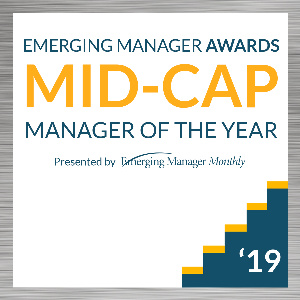 EMERGING MANAGER AWARDS
MID-CAP
MANAGER OF THE YEAR
Presented by Emerging Manager Monthly
‘19